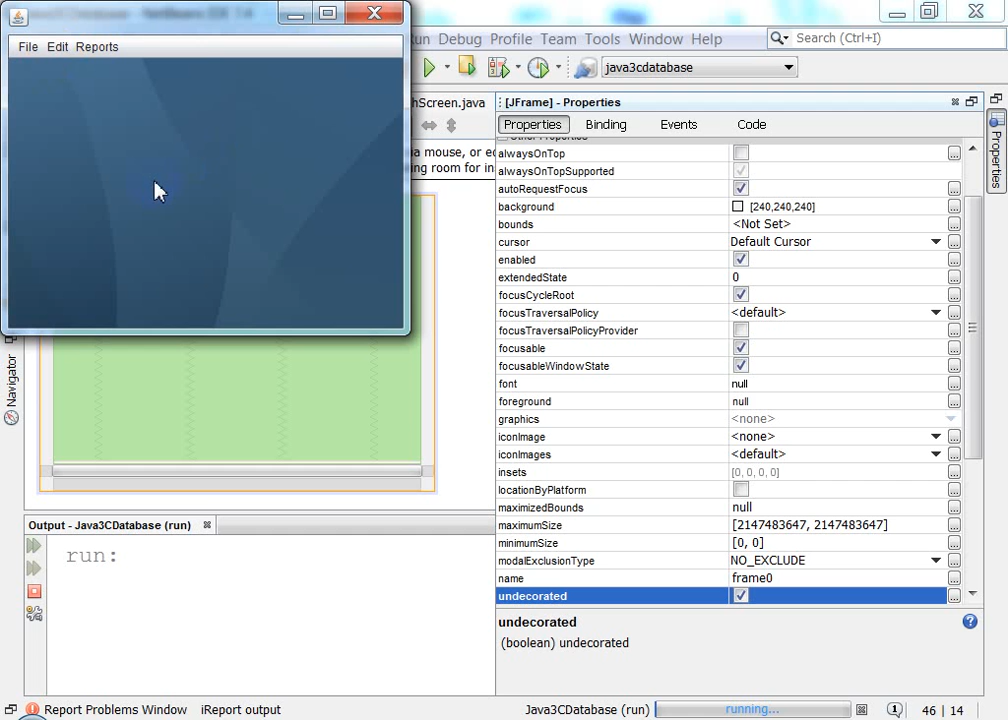 File Edit Reports
Run Debug Profile Team Tools Window Help
Search (Ctrl+I)
java3cdatabase
hScreen.java
[JFrame] - Properties
Properties Binding Events Code
a mouse, or ec
ing room for in
Properties
alwaysOnTop
alwaysOnTopSupported
autoRequestFocus
background [240,240,240]
bounds <Not Set>
cursor Default Cursor
enabled
extendedState 0
focusCycleRoot
focusTraversalPolicy <default>
focusTraversalPolicyProvider
focusable
focusableWindowState
font null
foreground null
graphics <none>
iconImage <none>
iconImages <default>
insets [0, 0, 0, 0]
locationByPlatform
maximizedBounds null
maximumSize [2147483647, 2147483647]
minimumSize [0, 0]
modalExclusionType NO_EXCLUDE
name frame0
undecorated
undecorated
(boolean) undecorated
Navigator
Output - Java3CDatabase (run)
run:
Report Problems Window iReport output
Java3CDatabase (run) running... 46 | 14